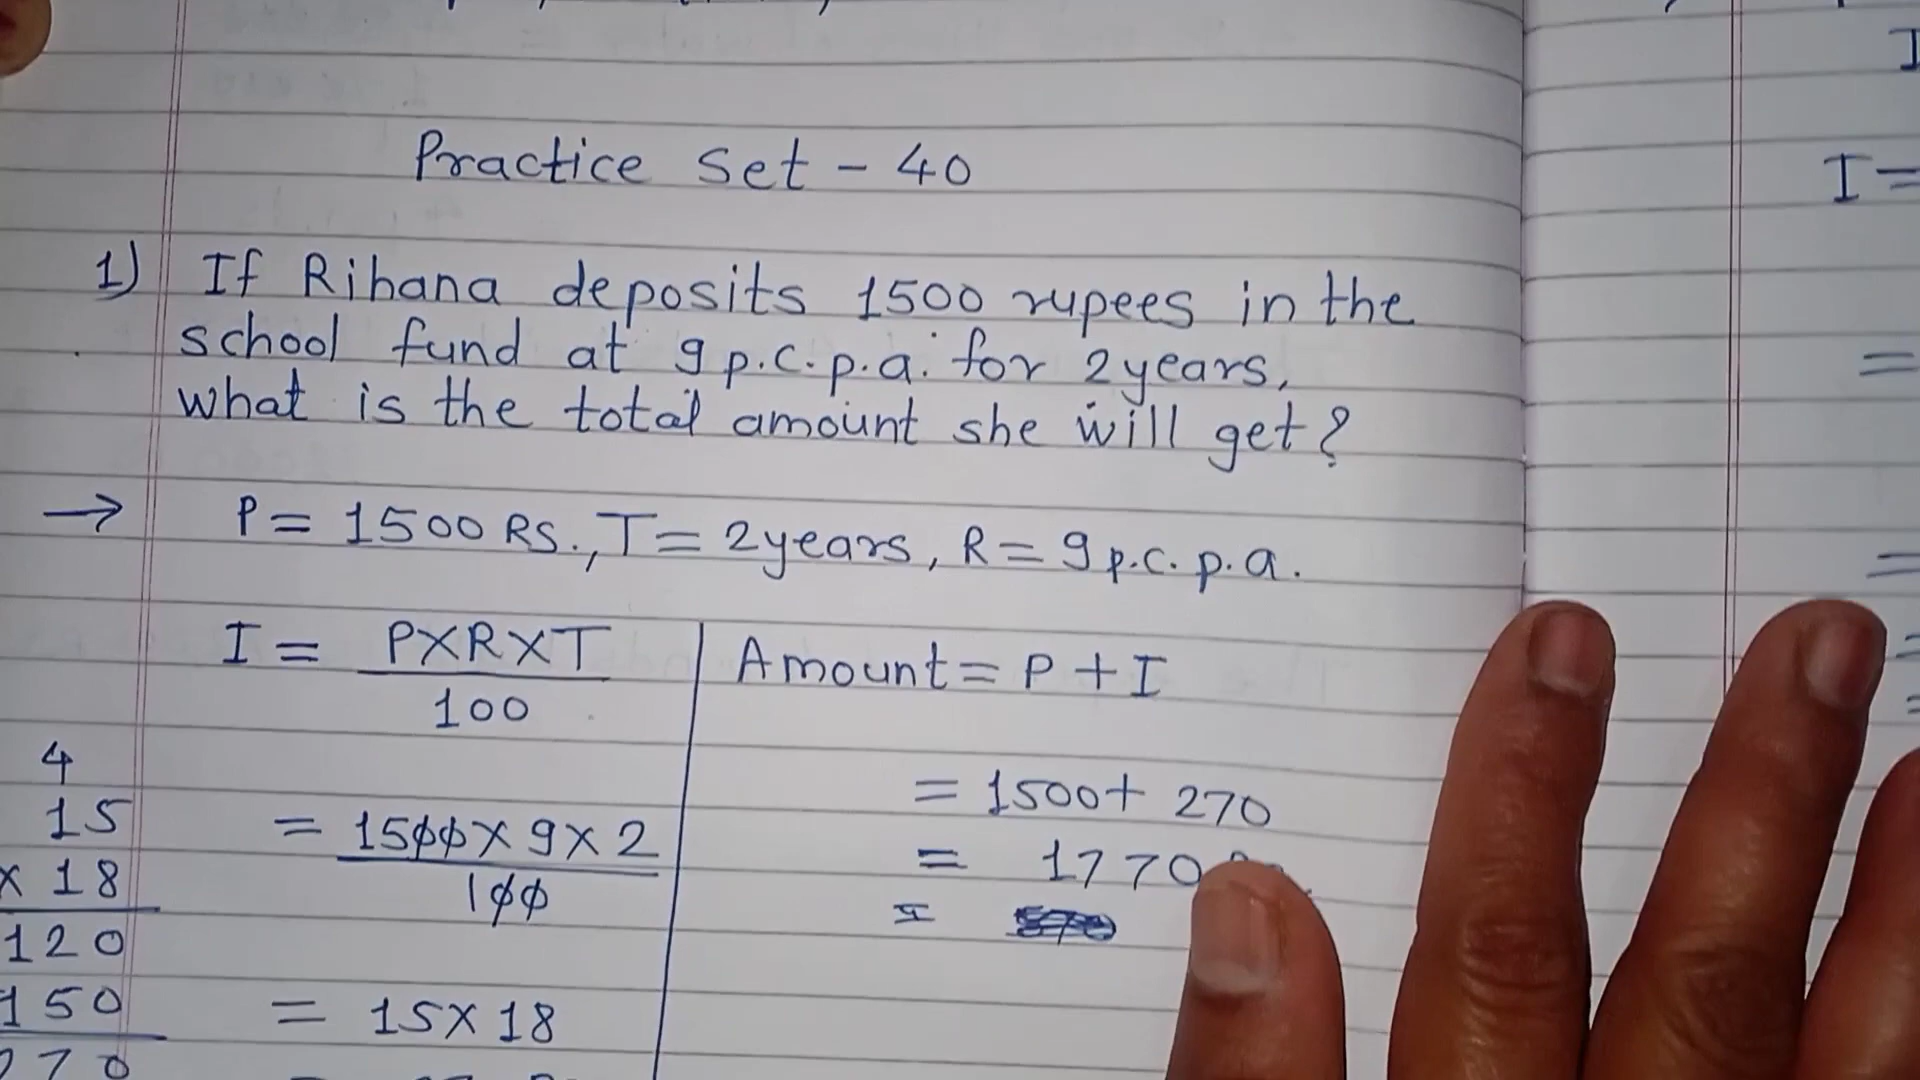 Practice Set - 40
1) If Rihana deposits 1500 rupees in the
school fund at 9 p.c.p.a. for 2 years,
what is the total amount she will get?
→ P = 1500 RS., T = 2 years, R = 9 p.c.p.a.
I = P×R×T
100
= 1500 × 9 × 2
100
= 15 × 18
Amount = P + I
= 1500 + 270
= 1770
=
4
15
× 18
120
150
270
I
I =
=
=
=
=